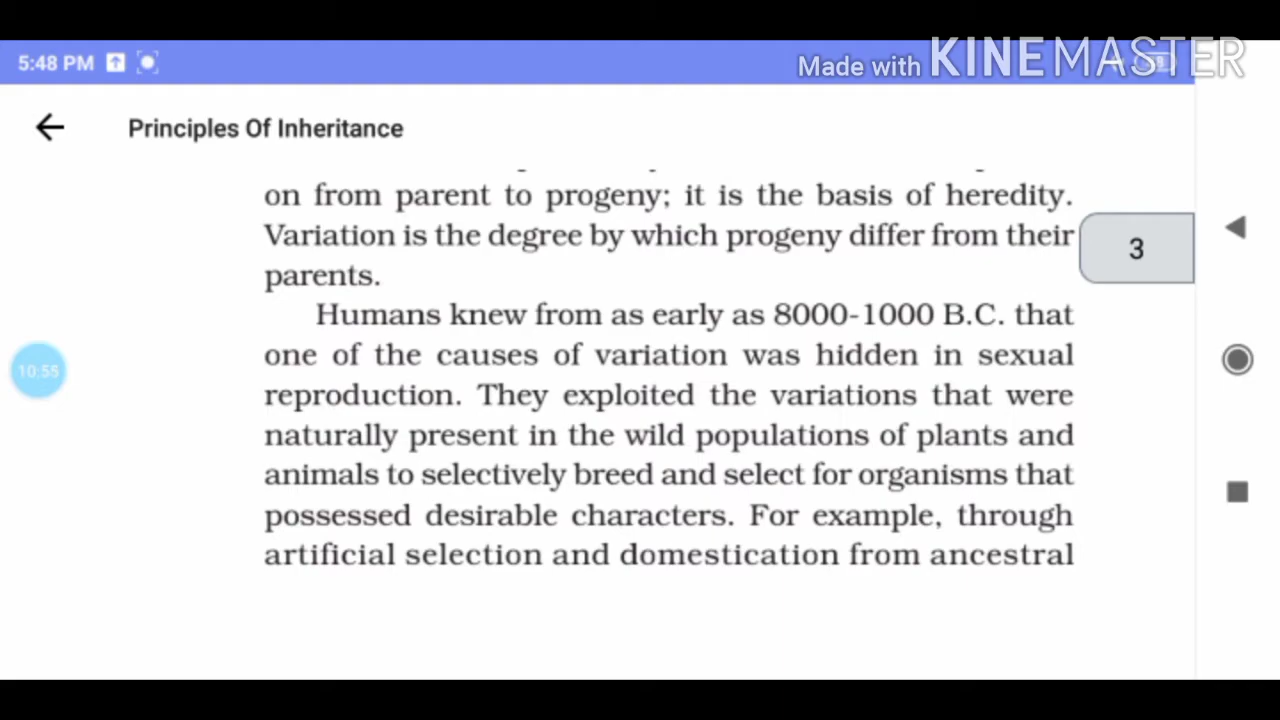 Made with KINEMASTER
5:48 PM
Principles Of Inheritance
on from parent to progeny; it is the basis of heredity.
Variation is the degree by which progeny differ from their
parents.
3
Humans knew from as early as 8000-1000 B.C. that
one of the causes of variation was hidden in sexual
reproduction. They exploited the variations that were
naturally present in the wild populations of plants and
animals to selectively breed and select for organisms that
possessed desirable characters. For example, through
artificial selection and domestication from ancestral
10:55